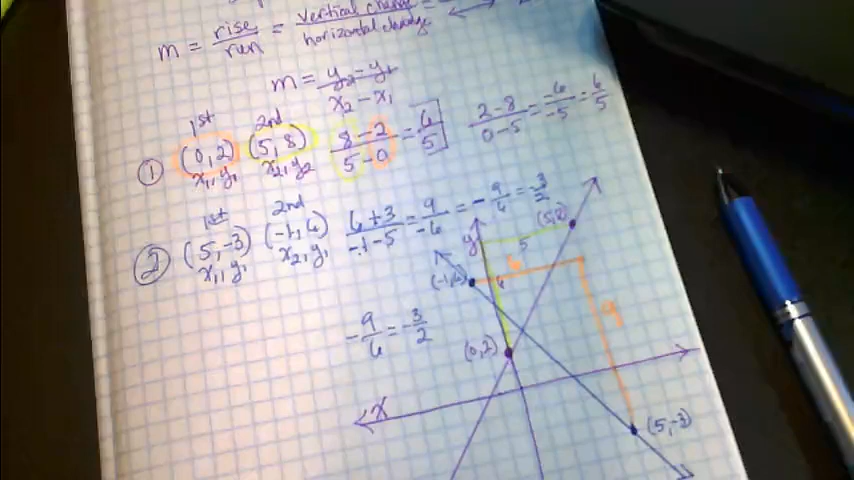 m = rise/run = vertical change/horizontal change =
m = y2 - y1/x2 - x1
1st 2nd
① (0, 2) (5, 8) 8 - 2/5 - 0 = 6/5 2 - 8/0 - 5 = -6/-5 = 6/5
x1, y1 x2, y2
1st 2nd
② (5, -3) (-1, 6) 6 + 3/-1 - 5 = 9/-6 = -9/6 = -3/2
x1, y1 x2, y1
-9/6 = -3/2
y
5
6
(-1, 6)
6
9
(0, 2)
X
(5, -3)